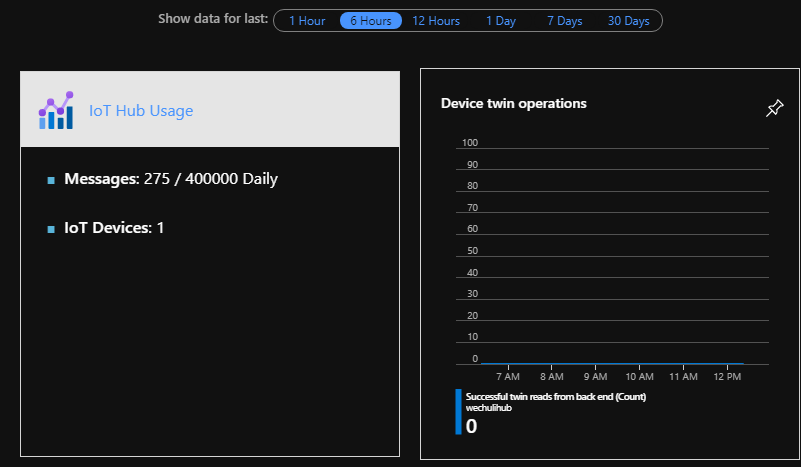 Show data for last: 1 Hour 6 Hours 12 Hours 1 Day 7 Days 30 Days
IoT Hub Usage
Messages: 275 / 400000 Daily
IoT Devices: 1
Device twin operations
100
90
80
70
60
50
40
30
20
10
0
7 AM 8 AM 9 AM 10 AM 11 AM 12 PM
Successful twin reads from back end (Count)
wechulihub
0